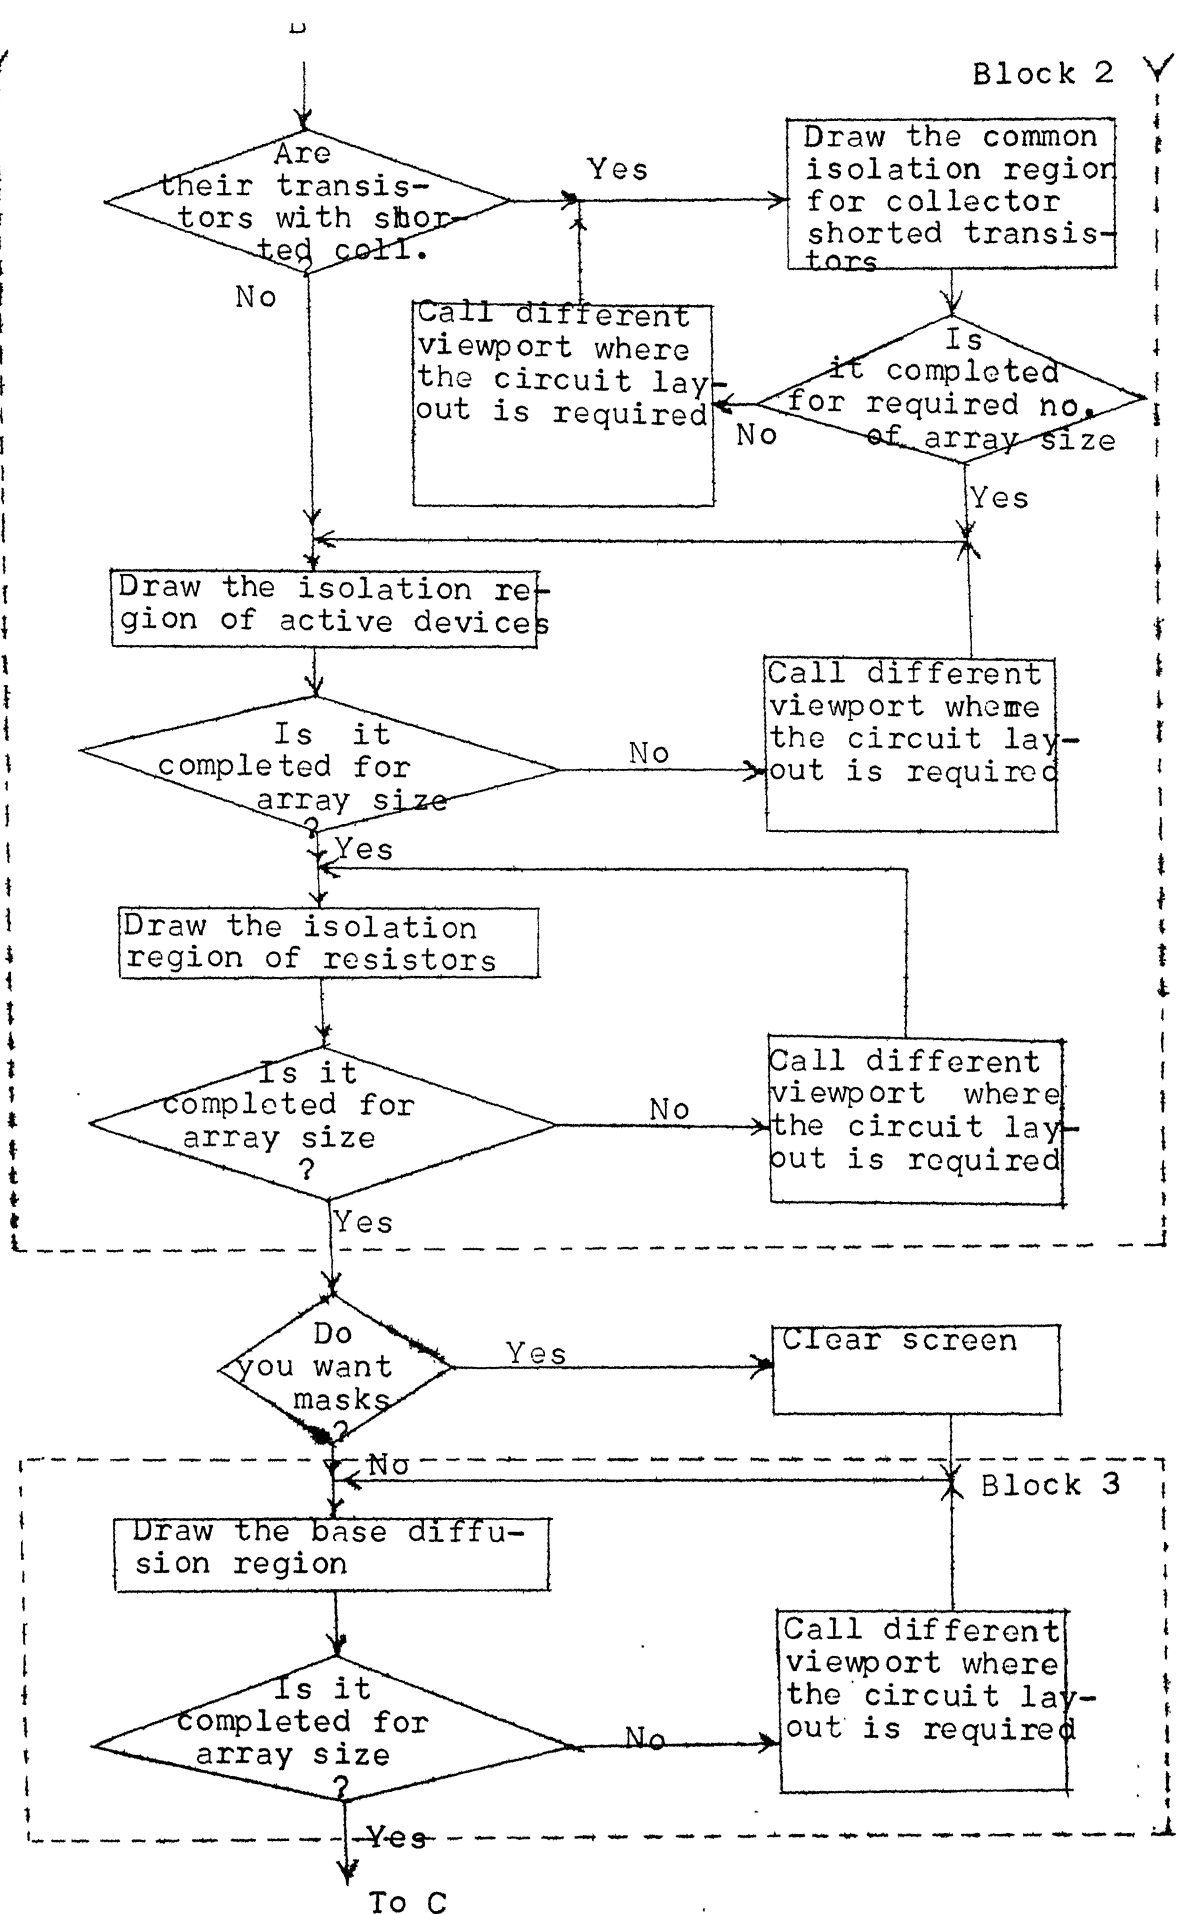 Block 2
Are
their transis-
tors with shor-
ted coll.
?
Yes
Draw the common
isolation region
for collector
shorted transis-
tors
No
Call different
viewport where
the circuit lay-
out is required
Is
it completed
for required no.
of array size
No
Yes
Draw the isolation re-
gion of active devices
Call different
viewport where
the circuit lay-
out is required
Is it
completed for
array size
?
No
Yes
Draw the isolation
region of resistors
Is it
completed for
array size
?
No
Call different
viewport where
the circuit lay-
out is required
Yes
Do
you want
masks
?
Yes
Clear screen
No
Block 3
Draw the base diffu-
sion region
Call different
viewport where
the circuit lay-
out is required
Is it
completed for
array size
?
No
Yes
To C